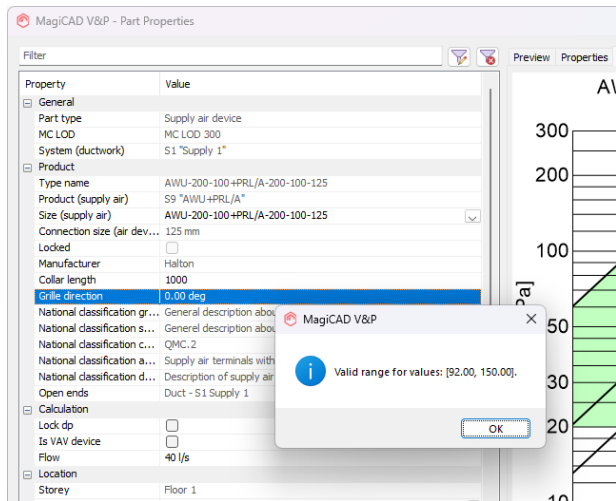 MagiCAD V&P - Part Properties
Filter
Preview Properties
Property Value
General
Part type Supply air device
MC LOD MC LOD 300
System (ductwork) S1 "Supply 1"
Product
Type name AWU-200-100+PRL/A-200-100-125
Product (supply air) S9 "AWU+PRL/A"
Size (supply air) AWU-200-100+PRL/A-200-100-125
Connection size (air dev... 125 mm
Locked
Manufacturer Halton
Collar length 1000
Grille direction 0.00 deg
National classification gr... General description abou
National classification s... General description abou
National classification c... QMC.2
National classification a... Supply air terminals with
National classification d... Description of supply air
Open ends Duct - S1 Supply 1
Calculation
Lock dp
Is VAV device
Flow 40 l/s
Location
Storey Floor 1
MagiCAD V&P
Valid range for values: [92.00, 150.00].
OK
AW
300
200
100
Pa]
50
30
20
10